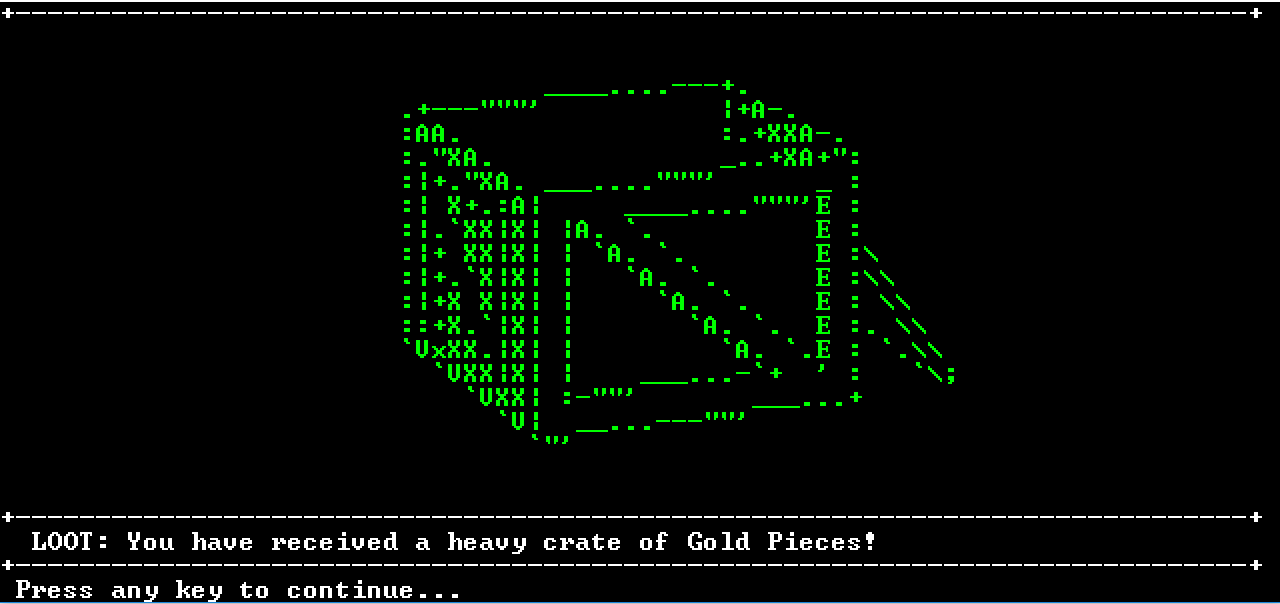 LOOT: You have received a heavy crate of Gold Pieces!
Press any key to continue...